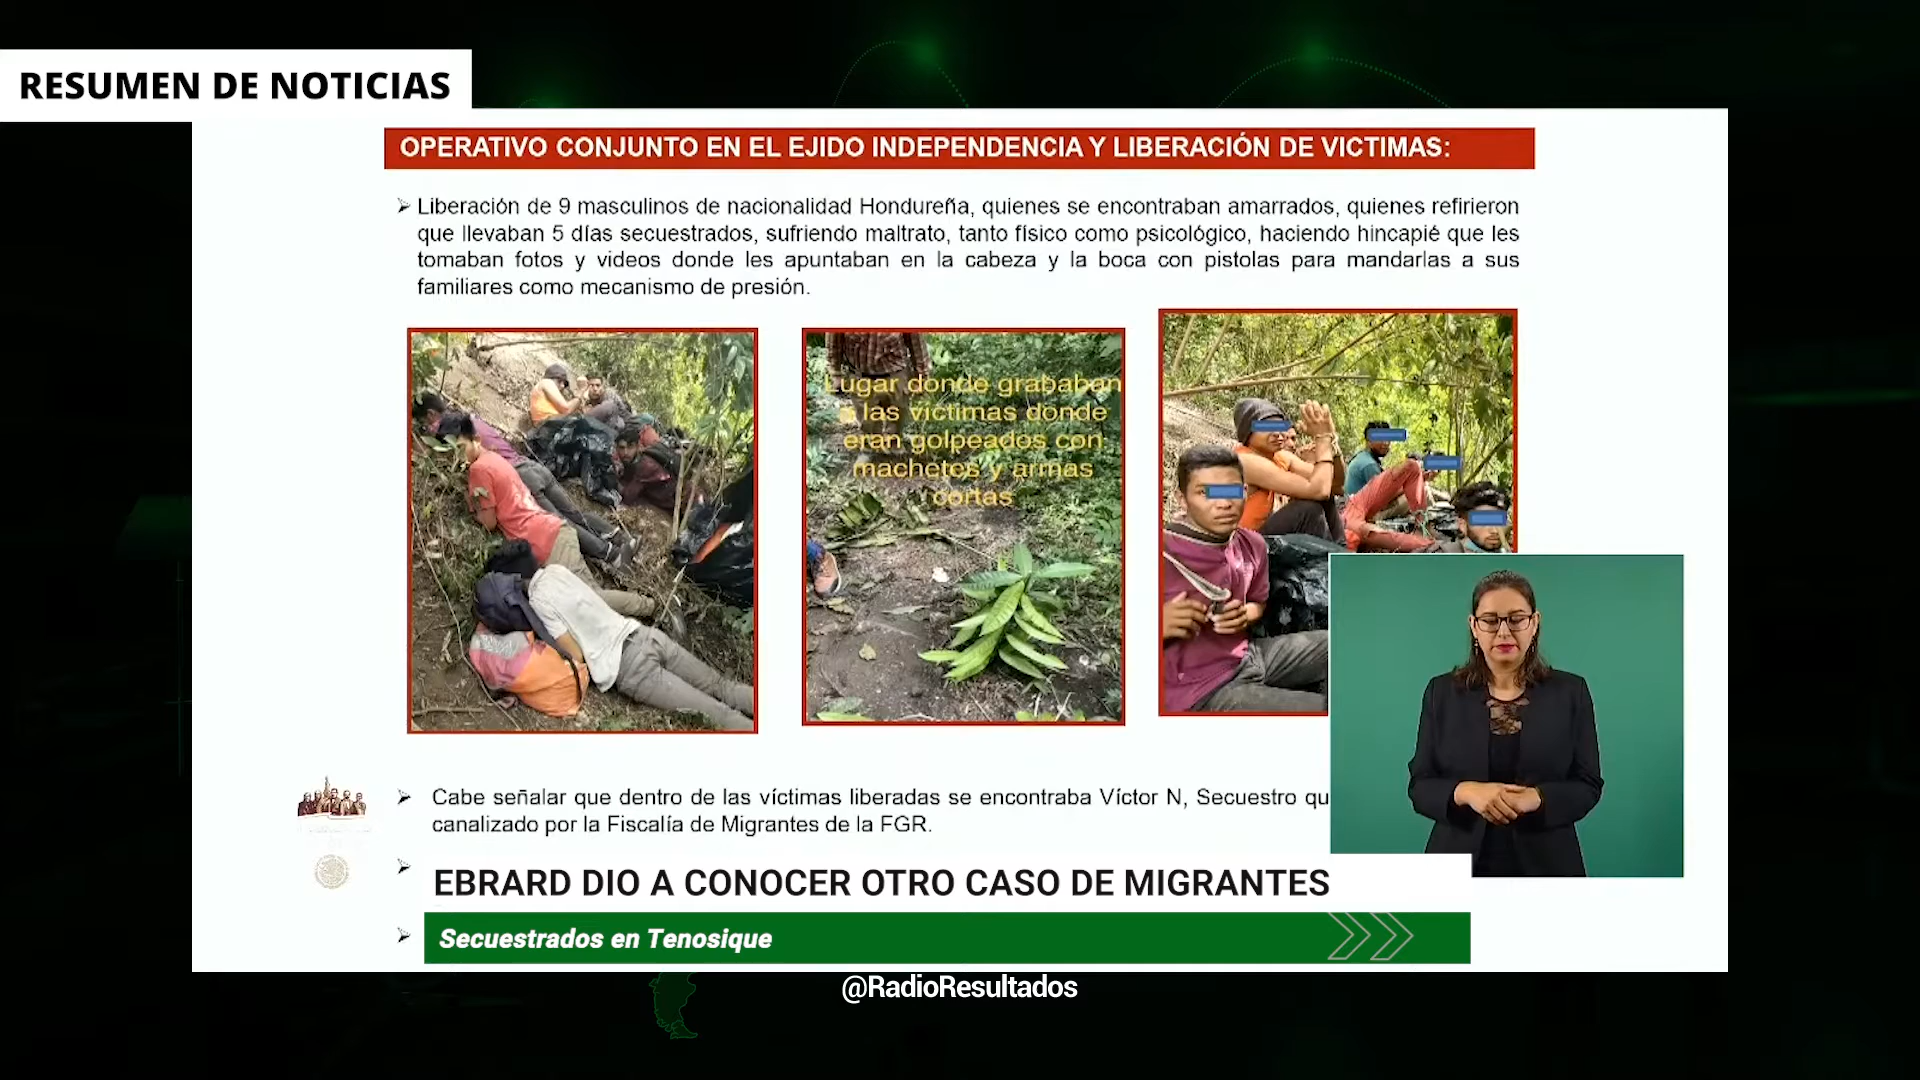 RESUMEN DE NOTICIAS
OPERATIVO CONJUNTO EN EL EJIDO INDEPENDENCIA Y LIBERACIÓN DE VICTIMAS:
Liberación de 9 masculinos de nacionalidad Hondureña, quienes se encontraban amarrados, quienes refirieron
que llevaban 5 días secuestrados, sufriendo maltrato, tanto físico como psicológico, haciendo hincapié que les
tomaban fotos y videos donde les apuntaban en la cabeza y la boca con pistolas para mandarlas a sus
familiares como mecanismo de presión.
Lugar donde grababan
a las victimas donde
eran golpeados con
machetes y armas
cortas
Cabe señalar que dentro de las víctimas liberadas se encontraba Víctor N, Secuestro qu
canalizado por la Fiscalía de Migrantes de la FGR.
EBRARD DIO A CONOCER OTRO CASO DE MIGRANTES
Secuestrados en Tenosique
@RadioResultados